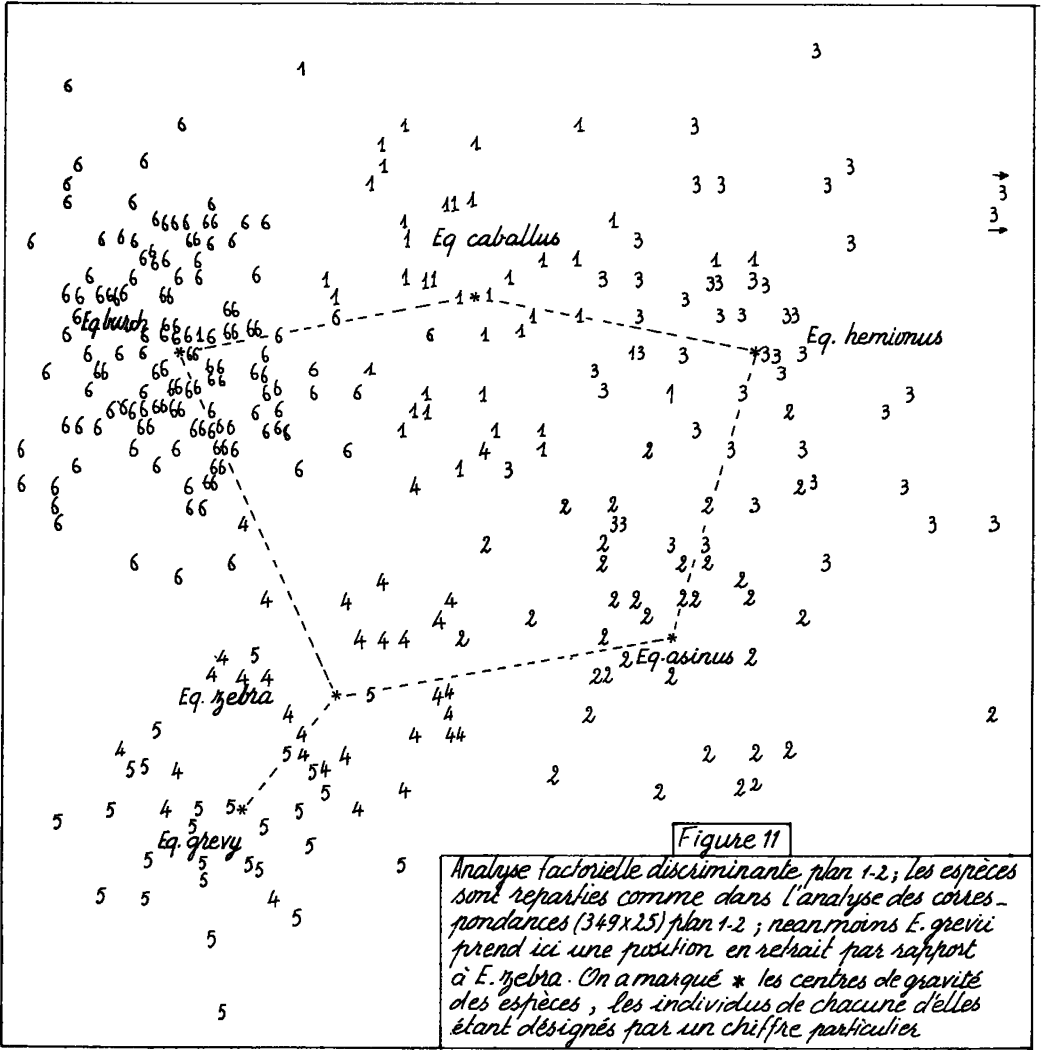 Eq caballus
Eq burch
Eq. hemionus
Eq. asinus
Eq. zebra
Eq. grevy
Figure 11
Analyse factorielle discriminante plan 1-2; les espèces
sont reparties comme dans l'analyse des corres-
pondances (349x25) plan 1-2 ; neanmoins E. grevii
prend ici une position en retrait par rapport
à E. zebra. On a marqué * les centres de gravité
des espèces, les individus de chacune d'elles
étant désignés par un chiffre particulier